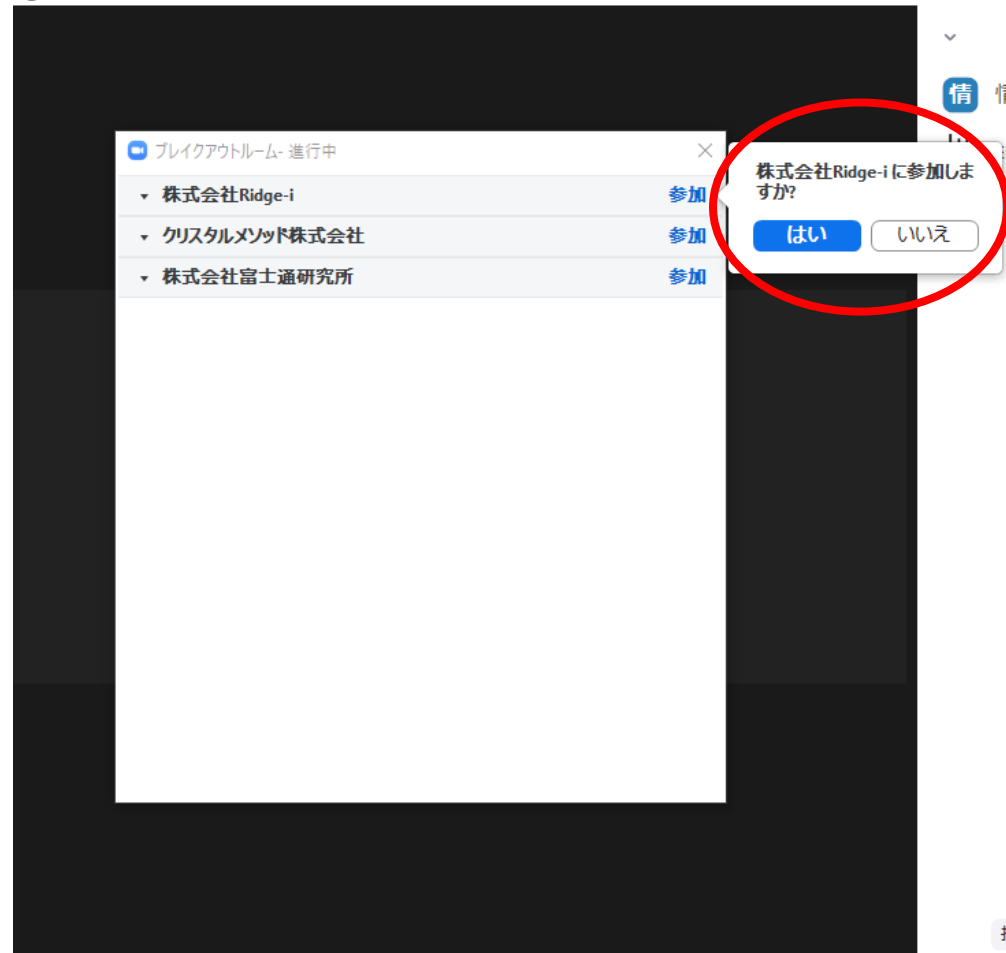 情
ブレイクアウトルーム- 進行中
株式会社Ridge-i 参加
クリスタルメソッド株式会社 参加
株式会社富士通研究所 参加
株式会社Ridge-i に参加しま
すか?
はい いいえ